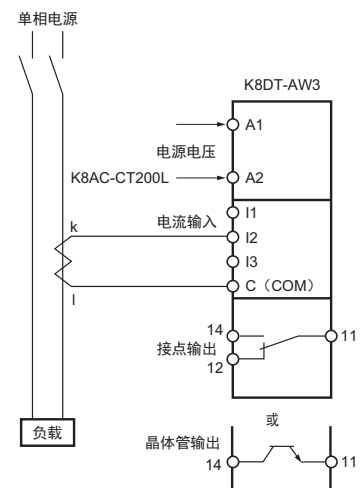 单相电源
K8DT-AW3
A1
电源电压
K8AC-CT200L
A2
I1
k
电流输入
I2
I3
C（COM）
l
14
11
接点输出
12
或
负载
晶体管输出
14
11